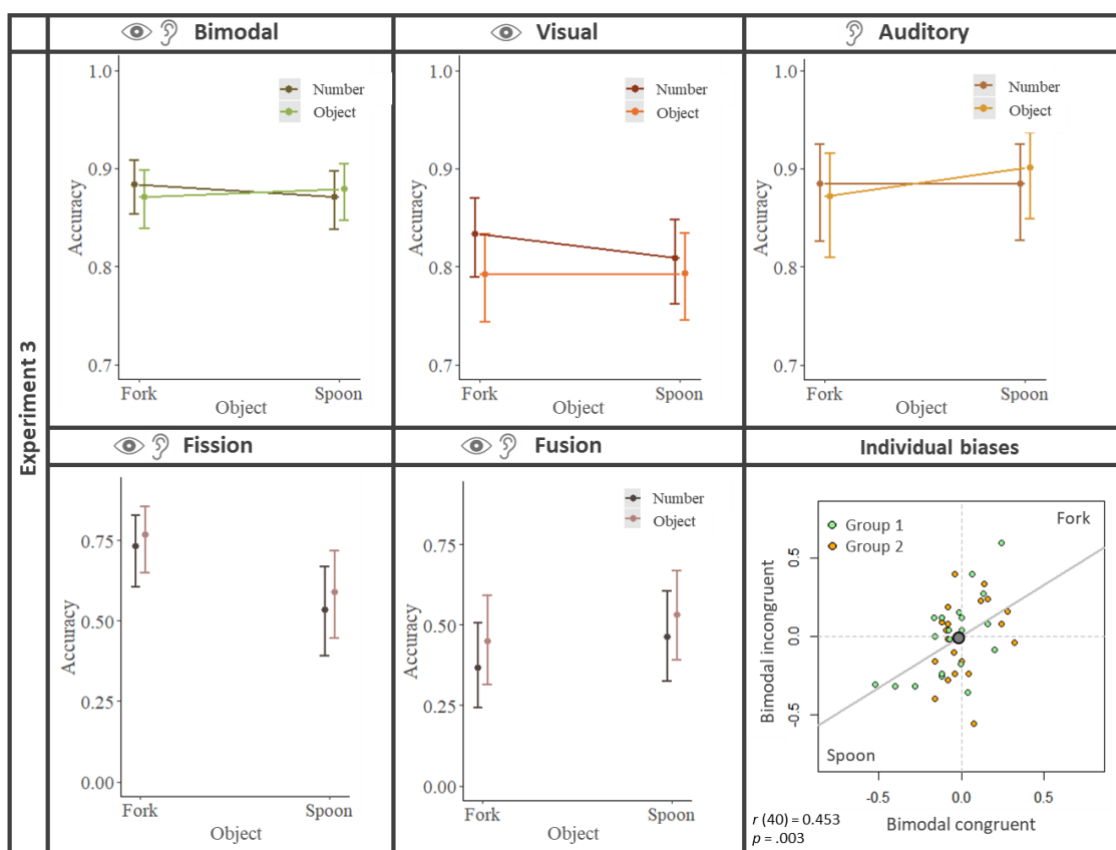 Bimodal
Visual
Auditory
Experiment 3
1.0
0.9
0.8
0.7
Accuracy
Number
Object
Fork
Spoon
Object
1.0
0.9
0.8
0.7
Accuracy
Number
Object
Fork
Spoon
Object
1.0
0.9
0.8
0.7
Accuracy
Number
Object
Fork
Spoon
Object
Fission
Fusion
Individual biases
0.75
0.50
0.25
0.00
Accuracy
Fork
Spoon
Object
0.75
0.50
0.25
0.00
Accuracy
Number
Object
Fork
Spoon
Object
Group 1
Group 2
Fork
Spoon
0.5
0.0
-0.5
Bimodal incongruent
-0.5
0.0
0.5
Bimodal congruent
r (40) = 0.453
p = .003